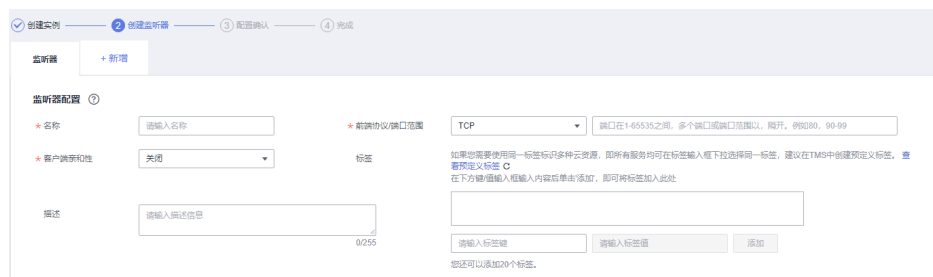 创建实例 2 创建监听器 3 配置确认 4 完成
监听器 + 新增
监听器配置 ?
* 名称 请输入名称 * 前端协议/端口范围 TCP 端口在1-65535之间，多个端口或端口范围以，隔开。例如80，90-99
* 客户端亲和性 关闭 标签 如果您需要使用同一标签标识多种云资源，即所有服务均可在标签输入框下拉选择同一标签，建议在TMS中创建预定义标签。 查
看预定义标签
在下方键/值输入框输入内容后单击'添加'，即可将标签加入此处
描述 请输入描述信息
0/255
请输入标签键 请输入标签值 添加
您还可以添加20个标签。